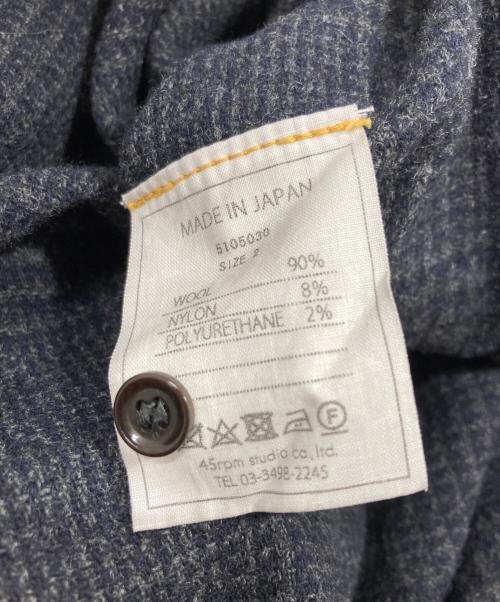 MADE IN JAPAN
5105030
SIZE 2
WOOL 90%
NYLON 8%
POLYURETHANE 2%
F
45rpm studio co., ltd.
TEL 03-3498-2245